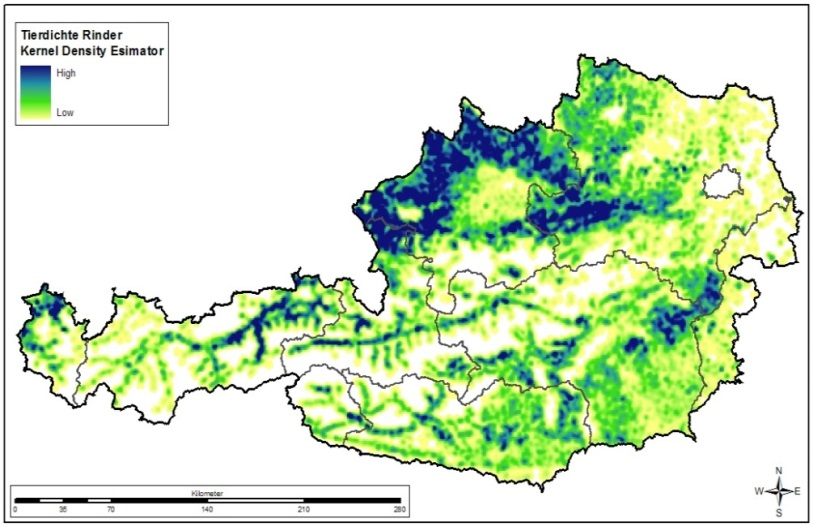 Tierdichte Rinder
Kernel Density Esimator
High
Low
Kilometer
0 35 70 140 210 280
N
W E
S